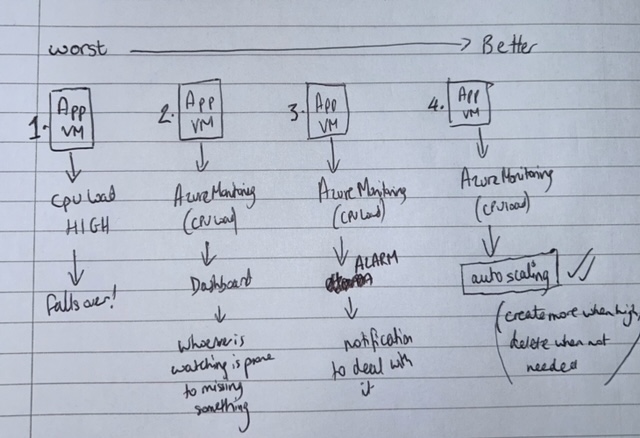 worst → Better
1. App
VM
CPU Load
HIGH
falls over!
2. App
VM
Azure Monitoring
(CPU Load)
Dashboard
Whoever is
watching is prone
to missing
something
3. App
VM
Azure Monitoring
(CPU Load)
ALARM
notification
to deal with
it
4. App
VM
Azure Monitoring
(CPU load)
auto scaling
(create more when high,
delete when not
needed)